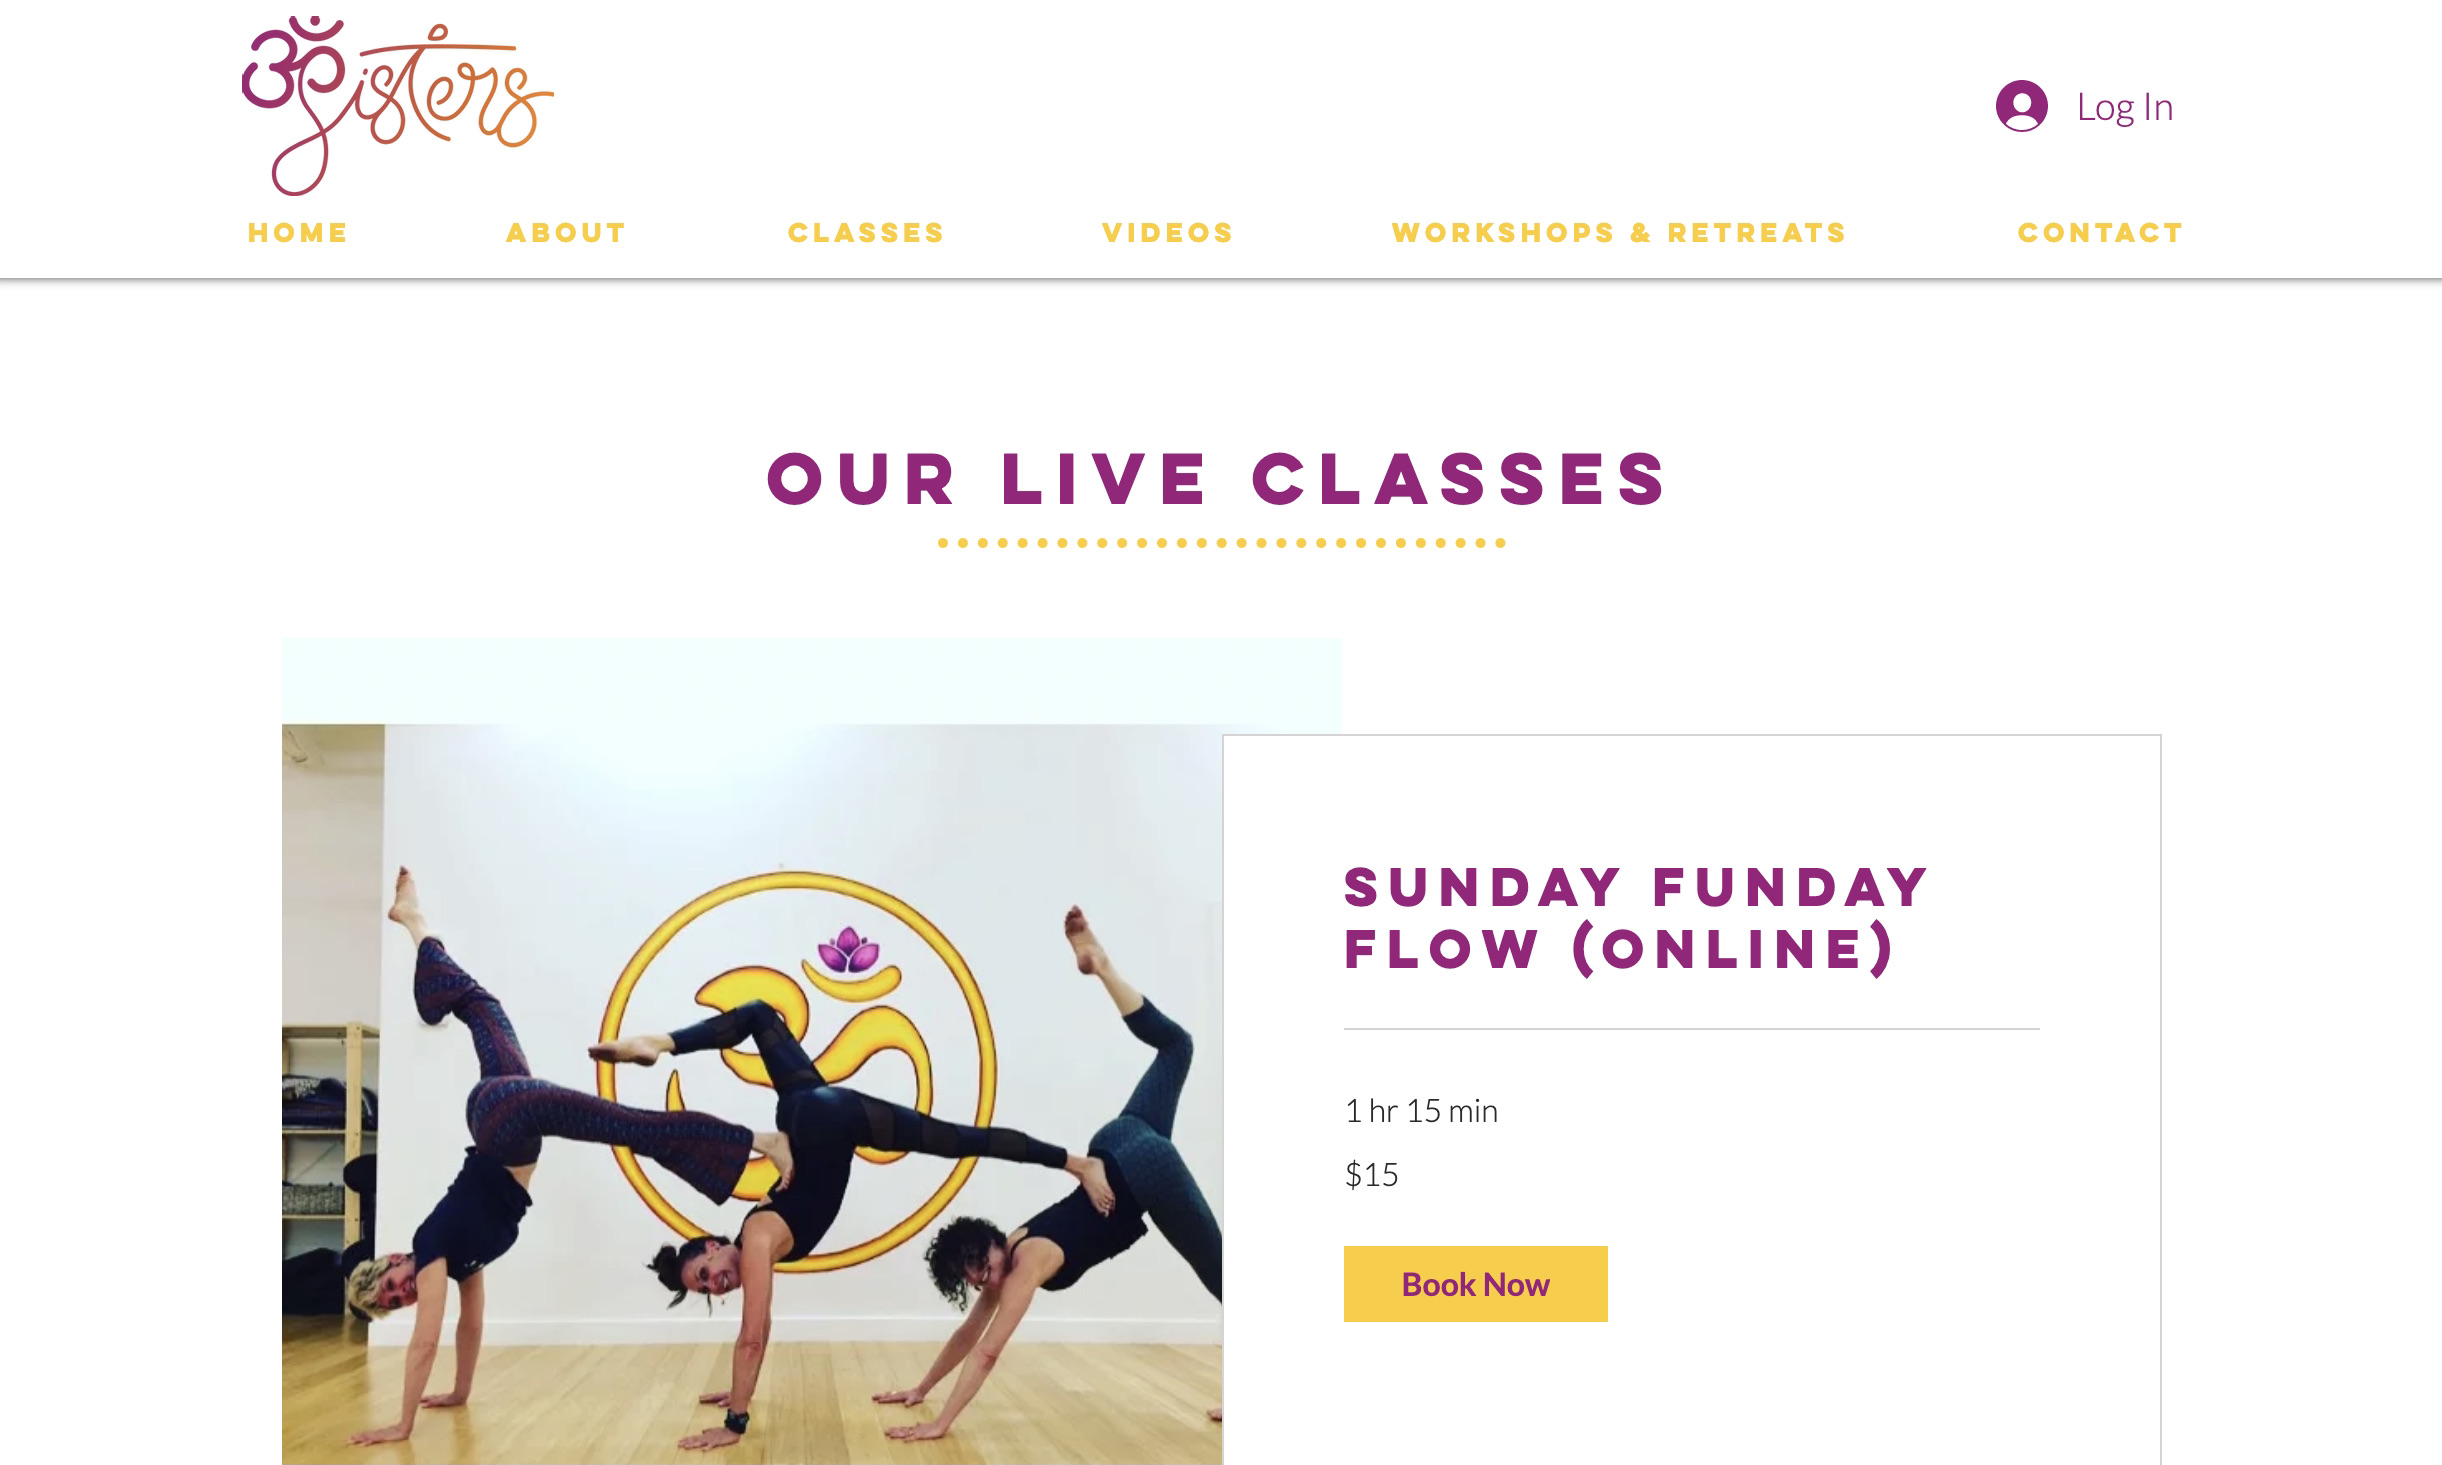 ॐSisters
Log In
HOME ABOUT CLASSES VIDEOS WORKSHOPS & RETREATS CONTACT
OUR LIVE CLASSES
SUNDAY FUNDAY
FLOW (ONLINE)
1 hr 15 min
$15
Book Now
ॐ